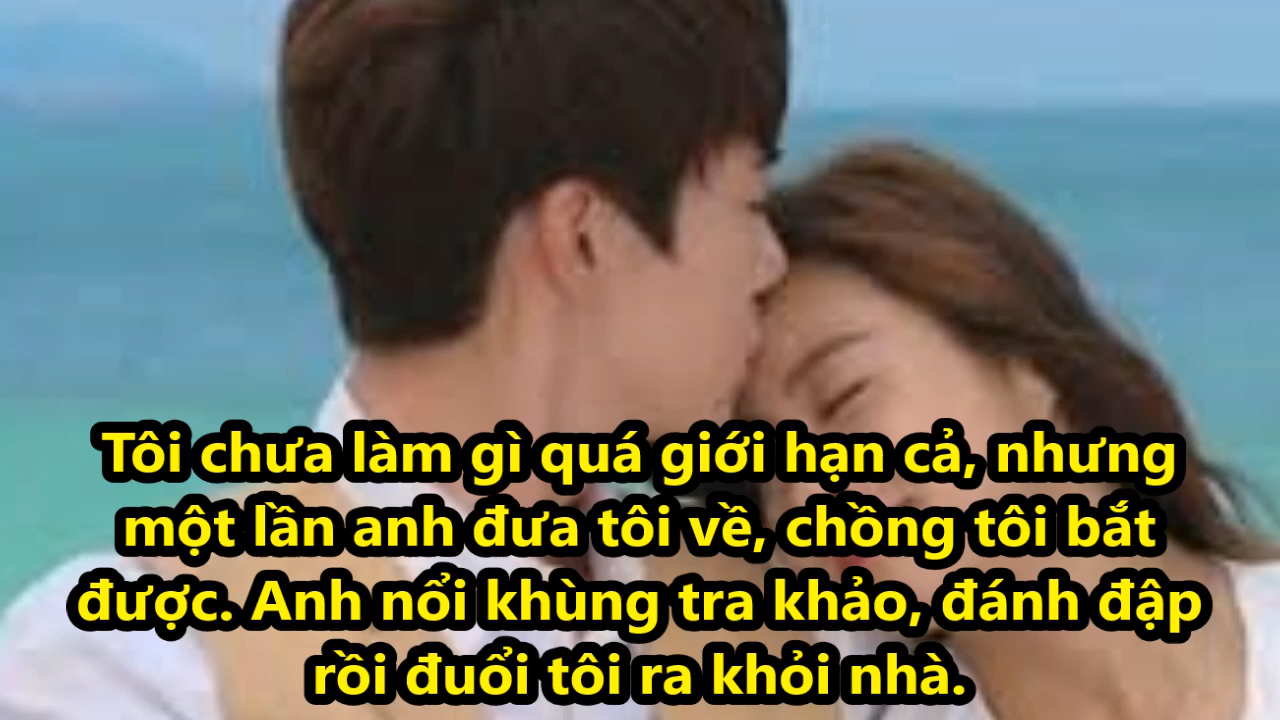 Tôi chưa làm gì quá giới hạn cả, nhưng
một lần anh đưa tôi về, chồng tôi bắt
được. Anh nổi khùng tra khảo, đánh đập
rồi đuổi tôi ra khỏi nhà.